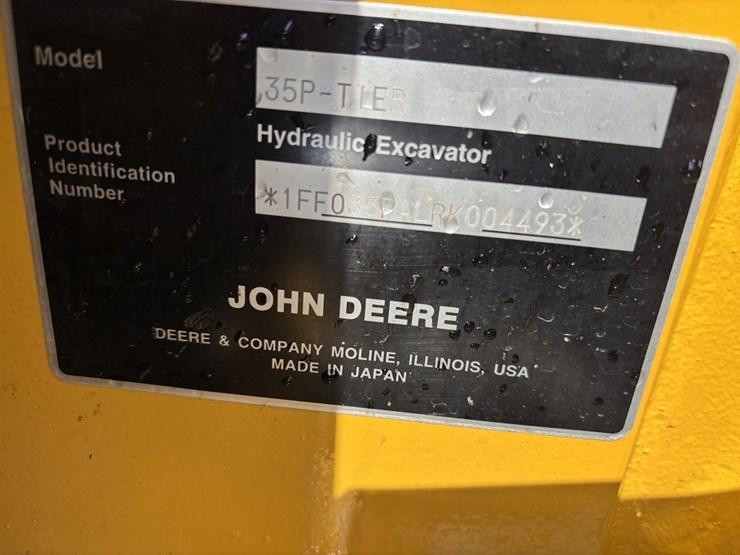 Model
35P-TIER
Hydraulic Excavator
Product
Identification
Number
*1FF035PALRK004493*
JOHN DEERE
DEERE & COMPANY MOLINE, ILLINOIS, USA
MADE IN JAPAN